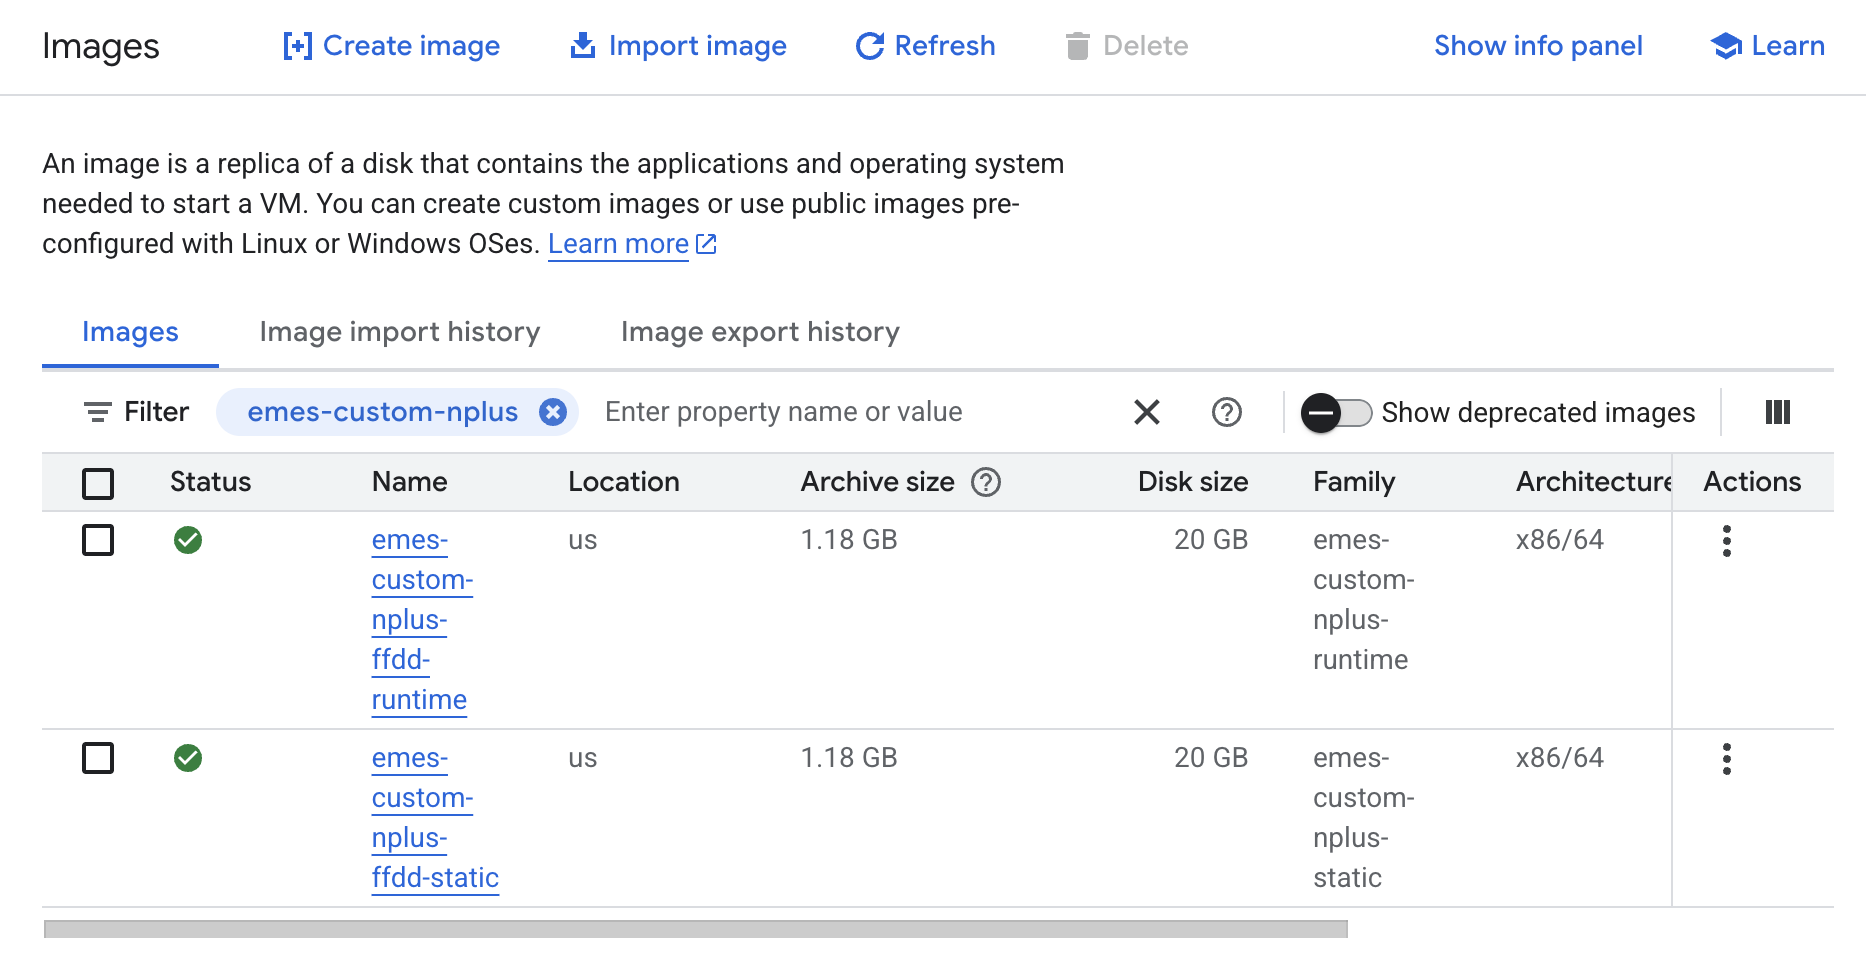 Images
Create image
Import image
Refresh
Delete
Show info panel
Learn
An image is a replica of a disk that contains the applications and operating system
needed to start a VM. You can create custom images or use public images pre-
configured with Linux or Windows OSes. Learn more
Images
Image import history
Image export history
Filter
emes-custom-nplus
Enter property name or value
Show deprecated images
Status
Name
Location
Archive size
Disk size
Family
Architecture
Actions
emes-
custom-
nplus-
ffdd-
runtime
us
1.18 GB
20 GB
emes-
custom-
nplus-
runtime
x86/64
emes-
custom-
nplus-
ffdd-static
us
1.18 GB
20 GB
emes-
custom-
nplus-
static
x86/64